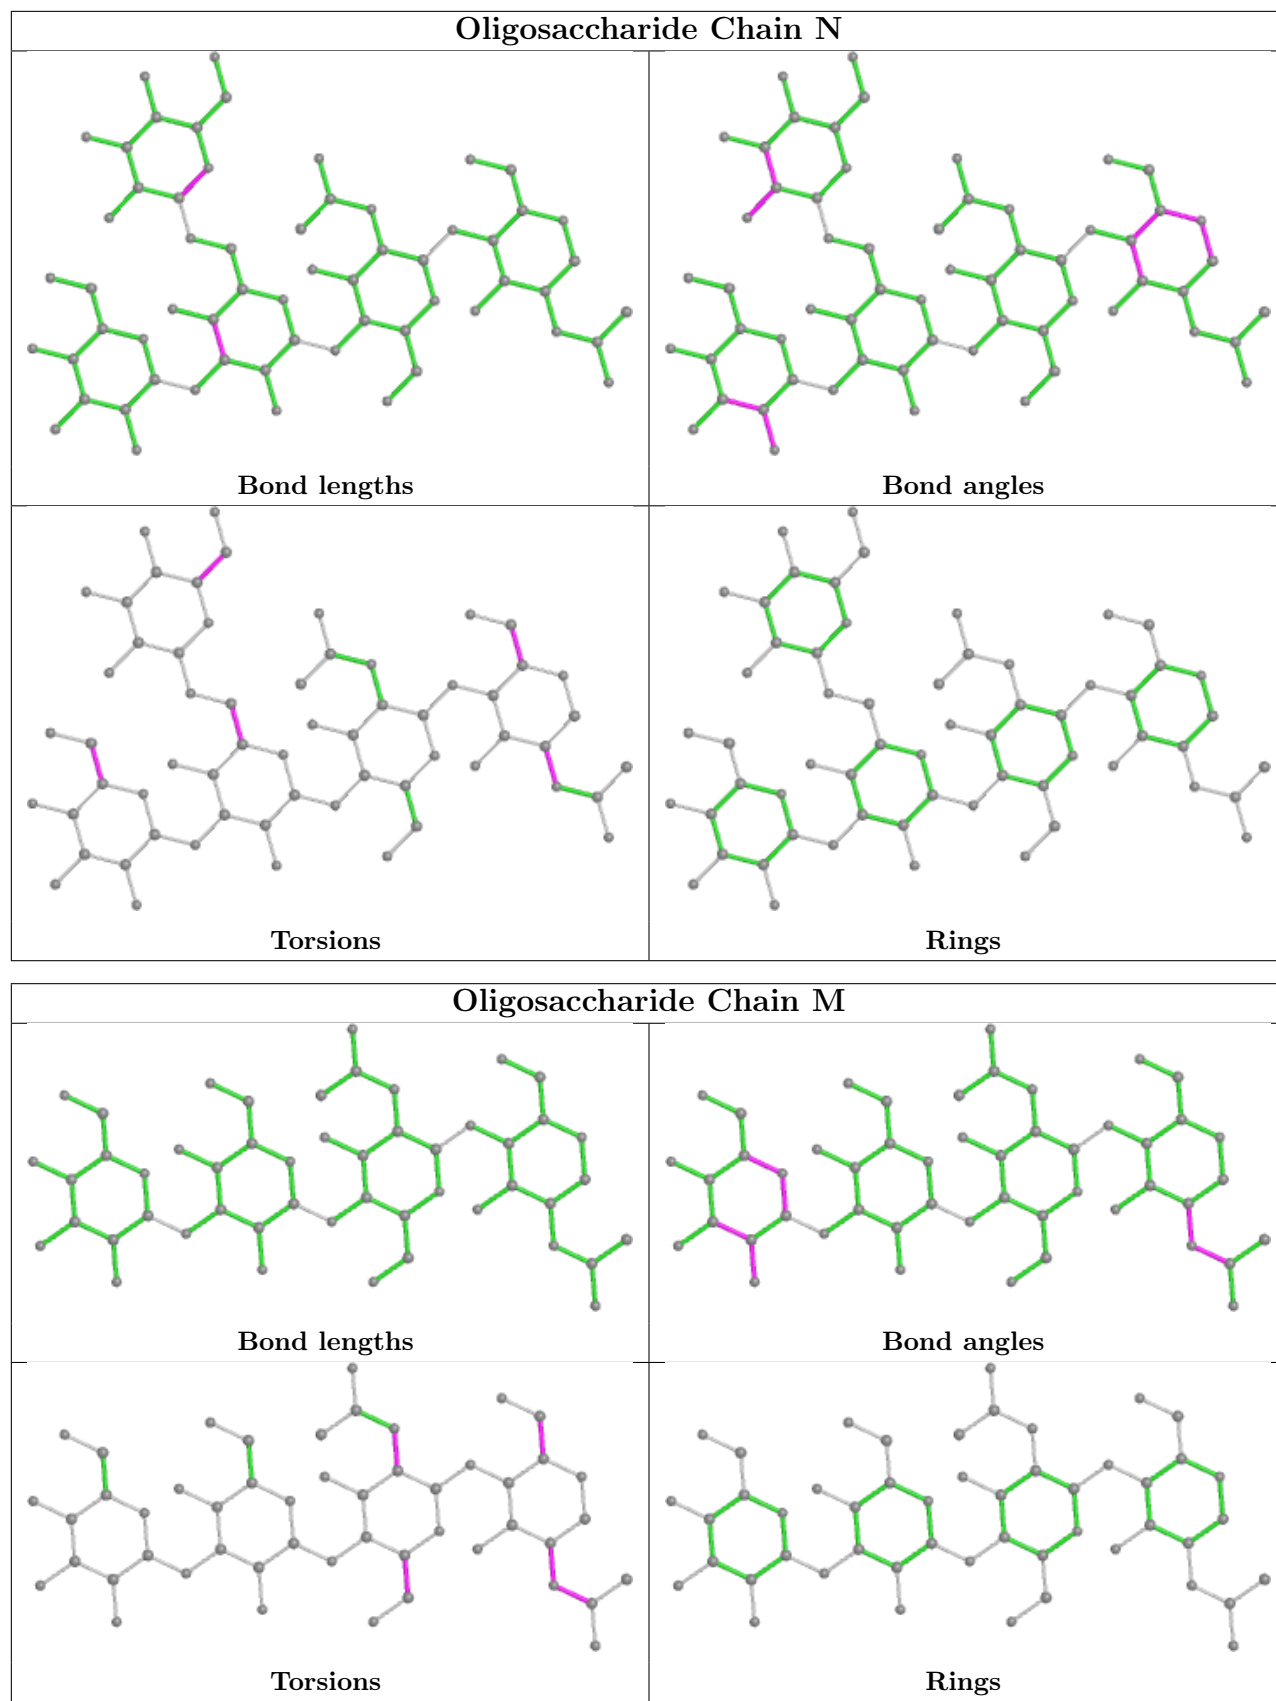 Oligosaccharide Chain N
Bond lengths
Bond angles
Torsions
Rings
Oligosaccharide Chain M
Bond lengths
Bond angles
Torsions
Rings